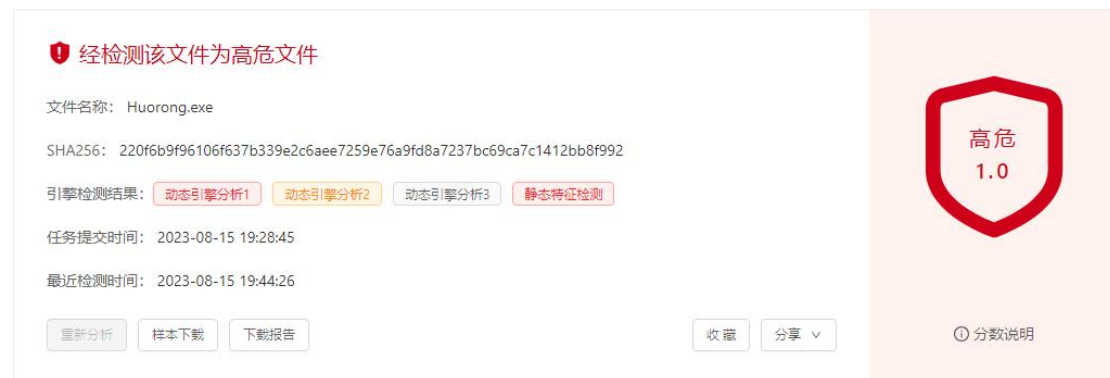 经检测该文件为高危文件
文件名称： Huorong.exe
SHA256： 220f6b9f96106f637b339e2c6aee7259e76a9fd8a7237bc69ca7c1412bb8f992
引擎检测结果： 动态引擎分析1 动态引擎分析2 动态引擎分析3 静态特征检测
任务提交时间： 2023-08-15 19:28:45
最近检测时间： 2023-08-15 19:44:26
重新分析 样本下载 下载报告 收藏 分享
高危
1.0
分数说明